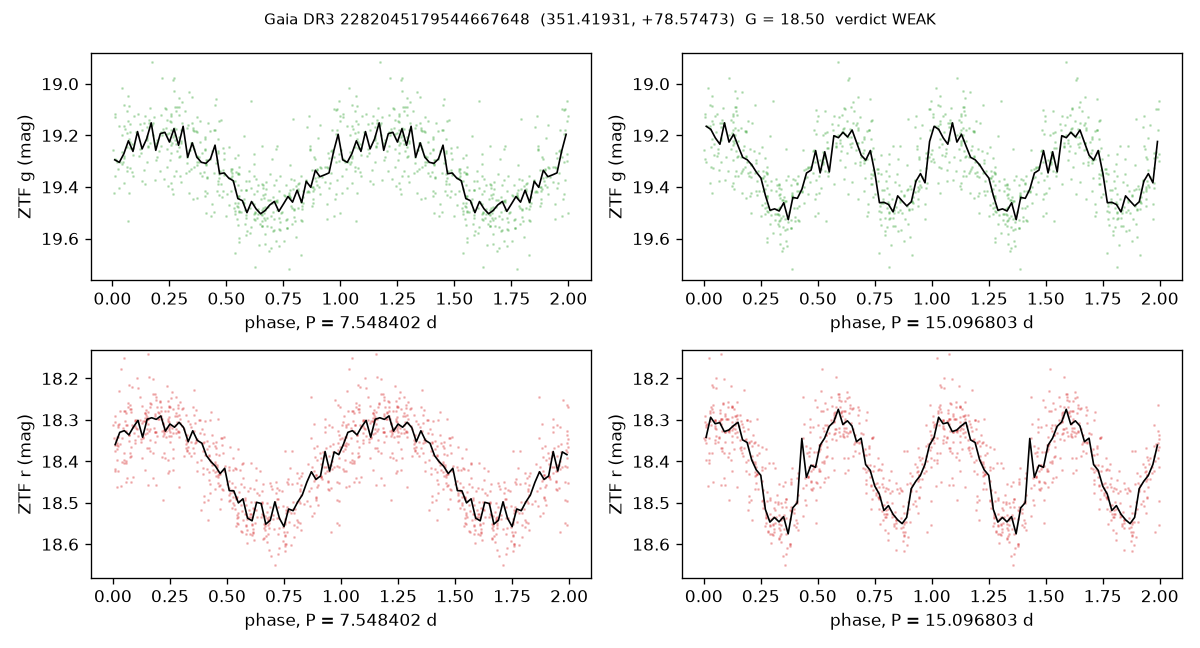 Gaia DR3 2282045179544667648  (351.41931, +78.57473)  G = 18.50  verdict WEAK
ZTF g (mag)
19.0
19.2
19.4
19.6
0.00 0.25 0.50 0.75 1.00 1.25 1.50 1.75 2.00
phase, P = 7.548402 d
ZTF g (mag)
19.0
19.2
19.4
19.6
0.00 0.25 0.50 0.75 1.00 1.25 1.50 1.75 2.00
phase, P = 15.096803 d
ZTF r (mag)
18.2
18.3
18.4
18.5
18.6
0.00 0.25 0.50 0.75 1.00 1.25 1.50 1.75 2.00
phase, P = 7.548402 d
ZTF r (mag)
18.2
18.3
18.4
18.5
18.6
0.00 0.25 0.50 0.75 1.00 1.25 1.50 1.75 2.00
phase, P = 15.096803 d